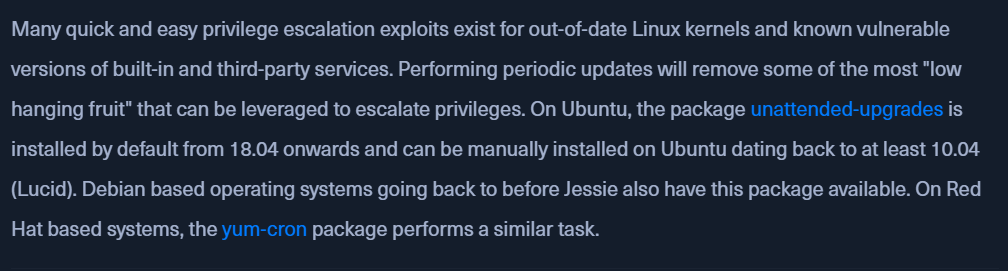 Many quick and easy privilege escalation exploits exist for out-of-date Linux kernels and known vulnerable
versions of built-in and third-party services. Performing periodic updates will remove some of the most "low
hanging fruit" that can be leveraged to escalate privileges. On Ubuntu, the package unattended-upgrades is
installed by default from 18.04 onwards and can be manually installed on Ubuntu dating back to at least 10.04
(Lucid). Debian based operating systems going back to before Jessie also have this package available. On Red
Hat based systems, the yum-cron package performs a similar task.